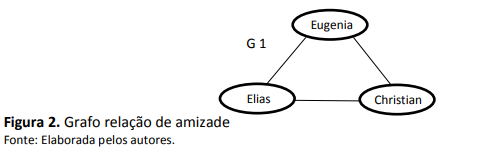 Eugenia
G 1
Elias
Christian
Figura 2. Grafo relação de amizade
Fonte: Elaborada pelos autores.